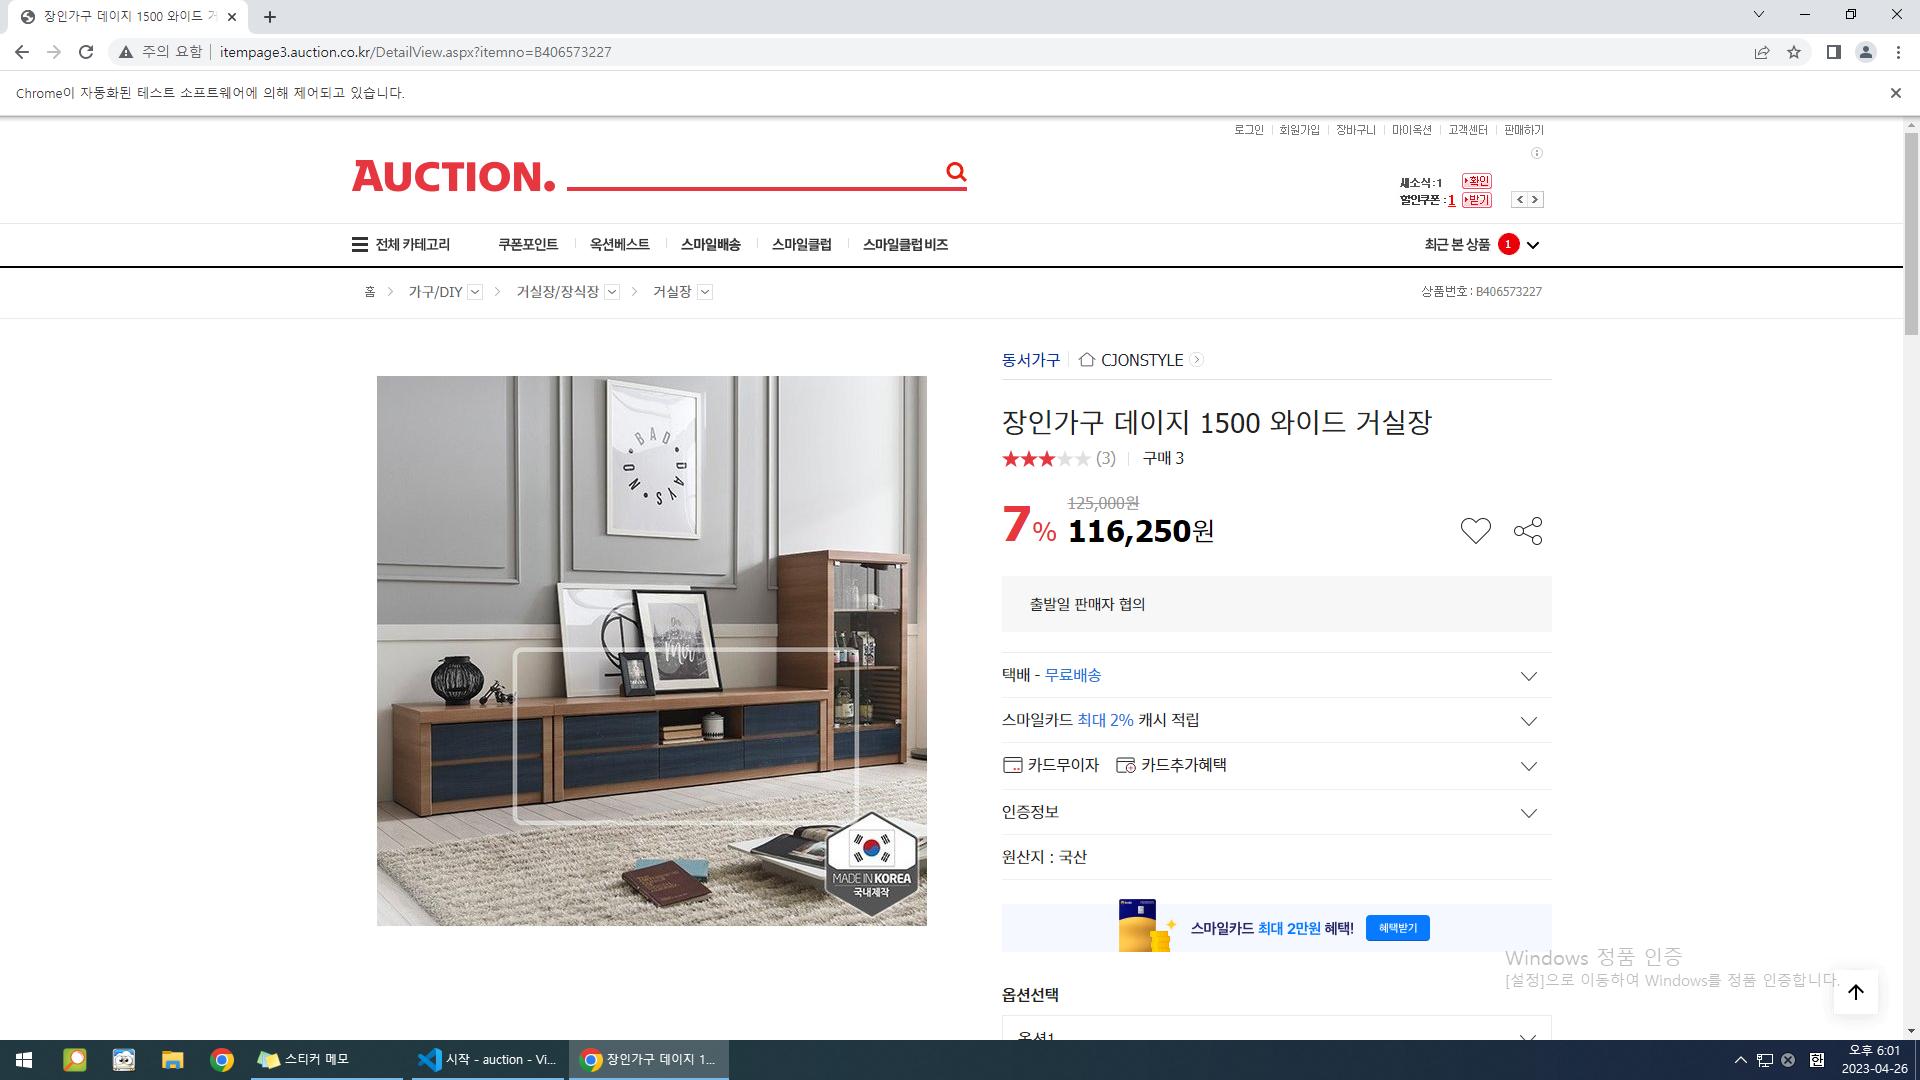 장인가구 데이지 1500 와이드 거
주의 요함
itempage3.auction.co.kr/DetailView.aspx?itemno=B406573227
Chrome이 자동화된 테스트 소프트웨어에 의해 제어되고 있습니다.
로그인 회원가입 장바구니 마이옥션 고객센터 판매하기
AUCTION.
새소식 : 1 확인
할인쿠폰 : 1 받기
전체 카테고리 쿠폰포인트 옥션베스트 스마일배송 스마일클럽 스마일클럽 비즈 최근 본 상품 1
홈 가구/DIY 거실장/장식장 거실장 상품번호 : B406573227
동서가구 CJONSTYLE
장인가구 데이지 1500 와이드 거실장
(3) 구매 3
125,000원
7% 116,250원
출발일 판매자 협의
택배 - 무료배송
스마일카드 최대 2% 캐시 적립
카드무이자 카드추가혜택
인증정보
원산지 : 국산
BAD DAYS NO
MADE IN KOREA
국내제작
스마일카드 최대 2만원 혜택! 혜택받기
Windows 정품 인증
[설정]으로 이동하여 Windows를 정품 인증합니다.
옵션선택
옵션1
스티커 메모
시작 - auction - Vi...
장인가구 데이지 1...
한
오후 6:01
2023-04-26